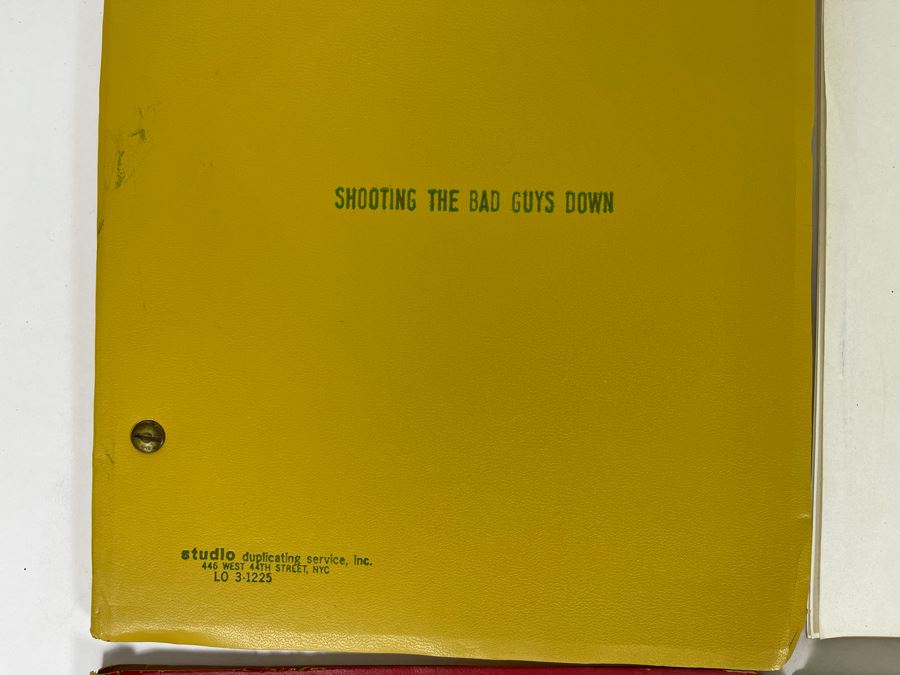 SHOOTING THE BAD GUYS DOWN
studio duplicating service, inc.
446 WEST 44TH STREET, NYC
LO 3-1225